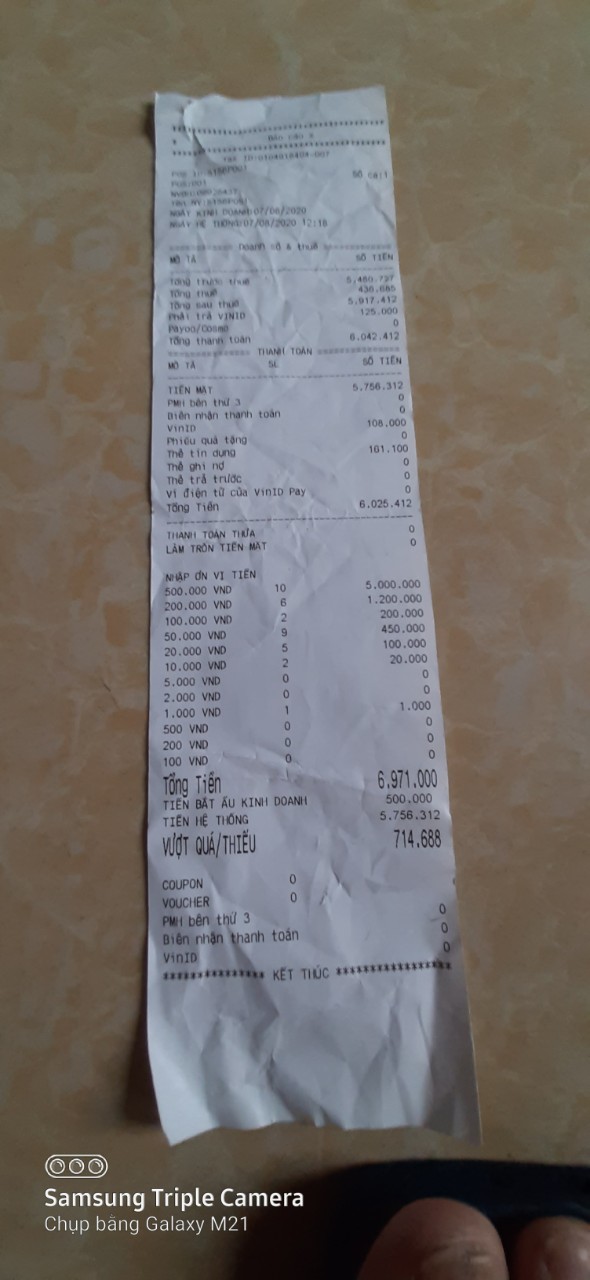 ******************************
* Bản cáo *
******************************
Tax ID:0104918404-007
Số ca:1
POS:001
NGÀY KINH DOANH:07/08/2020
NGÀY HỆ THỐNG:07/08/2020 12:18
Doanh số & thuế
MÔ TẢ SỐ TIỀN
Tổng trước thuế 5.480.727
Tổng thuế 436.685
Tổng sau thuế 5.917.412
Phải trả VINID 125.000
Payoo/Cosmo 0
Tổng thanh toán 6.042.412
THANH TOÁN
MÔ TẢ SL SỐ TIỀN
TIỀN MẶT 5.756.312
PMH bên thứ 3 0
Biên nhận thanh toán 0
VinID 108.000
Phiếu quà tặng 0
Thẻ tín dụng 161.100
Thẻ ghi nợ 0
Thẻ trả trước 0
Ví điện tử của VinID Pay 0
Tổng Tiền 6.025.412
THANH TOÁN THỪA 0
LÀM TRÒN TIỀN MẶT 0
NHẬP ƠN VỊ TIỀN
500.000 VND 10 5.000.000
200.000 VND 6 1.200.000
100.000 VND 2 200.000
50.000 VND 9 450.000
20.000 VND 5 100.000
10.000 VND 2 20.000
5.000 VND 0 0
2.000 VND 0 0
1.000 VND 1 1.000
500 VND 0 0
200 VND 0 0
100 VND 0 0
Tổng Tiền 6.971.000
TIỀN BẮT ẦU KINH DOANH 500.000
TIỀN HỆ THỐNG 5.756.312
VƯỢT QUÁ/THIẾU 714.688
COUPON 0
VOUCHER 0
PMH bên thứ 3 0
Biên nhận thanh toán 0
VinID 0
************* KẾT THÚC **************
Samsung Triple Camera
Chụp bằng Galaxy M21